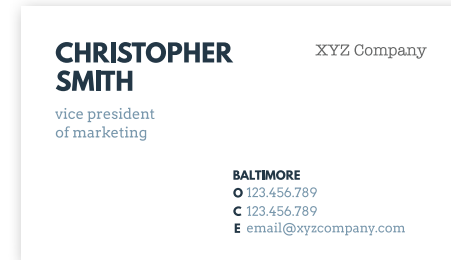 CHRISTOPHER
SMITH
XYZ Company
vice president
of marketing
BALTIMORE
O 123.456.789
C 123.456.789
E email@xyzcompany.com